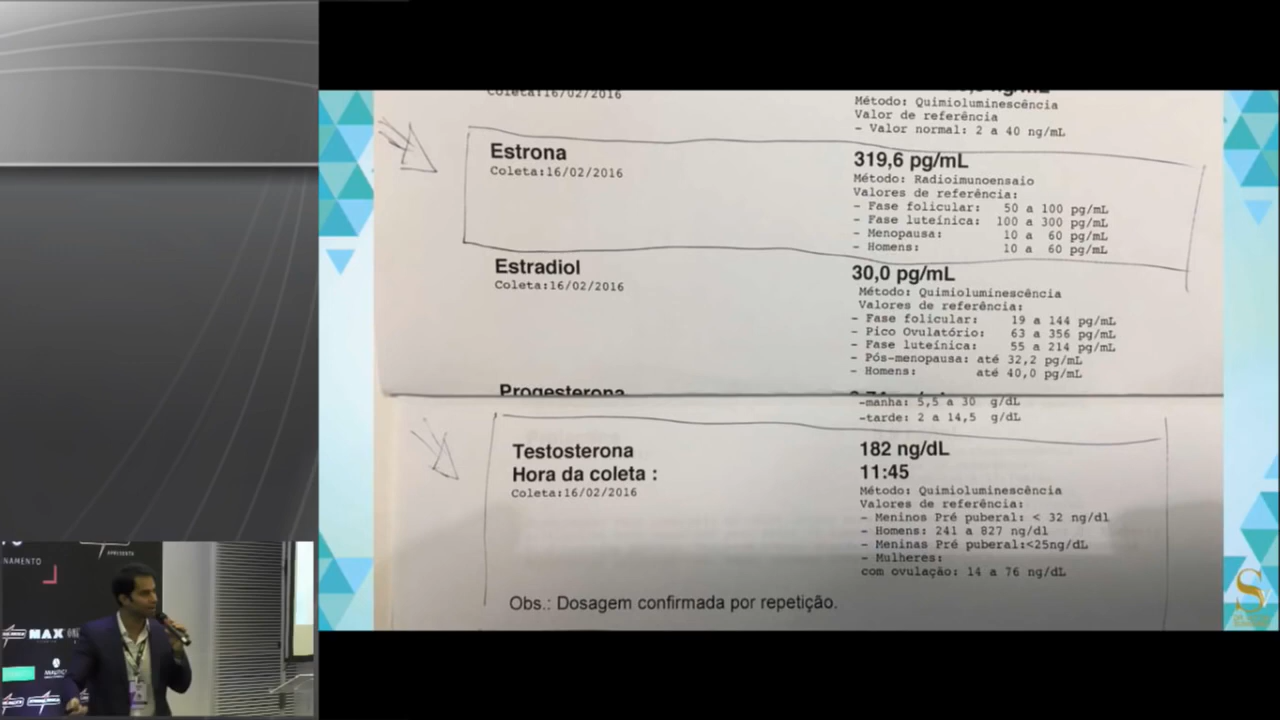 Coleta:16/02/2016
Método: Quimioluminescência
Valor de referência
- Valor normal: 2 a 40 ng/mL
Estrona
Coleta:16/02/2016
319,6 pg/mL
Método: Radioimunoensaio
Valores de referência:
- Fase folicular: 50 a 100 pg/mL
- Fase luteínica: 100 a 300 pg/mL
- Menopausa: 10 a 60 pg/mL
- Homens: 10 a 60 pg/mL
Estradiol
Coleta:16/02/2016
30,0 pg/mL
Método: Quimioluminescência
Valores de referência:
- Fase folicular: 19 a 144 pg/mL
- Pico Ovulatório: 63 a 356 pg/mL
- Fase luteínica: 55 a 214 pg/mL
- Pós-menopausa: até 32,2 pg/mL
- Homens: até 40,0 pg/mL
Progesterona
-manha: 5,5 a 30 g/dL
-tarde: 2 a 14,5 g/dL
Testosterona
Hora da coleta :
Coleta:16/02/2016
182 ng/dL
11:45
Método: Quimioluminescência
Valores de referência:
- Meninos Pré puberal: < 32 ng/dl
- Homens: 241 a 827 ng/dl
- Meninas Pré puberal:<25ng/dL
- Mulheres:
com ovulação: 14 a 76 ng/dL
Obs.: Dosagem confirmada por repetição.
APRESENTA
NAMENTO
MAX